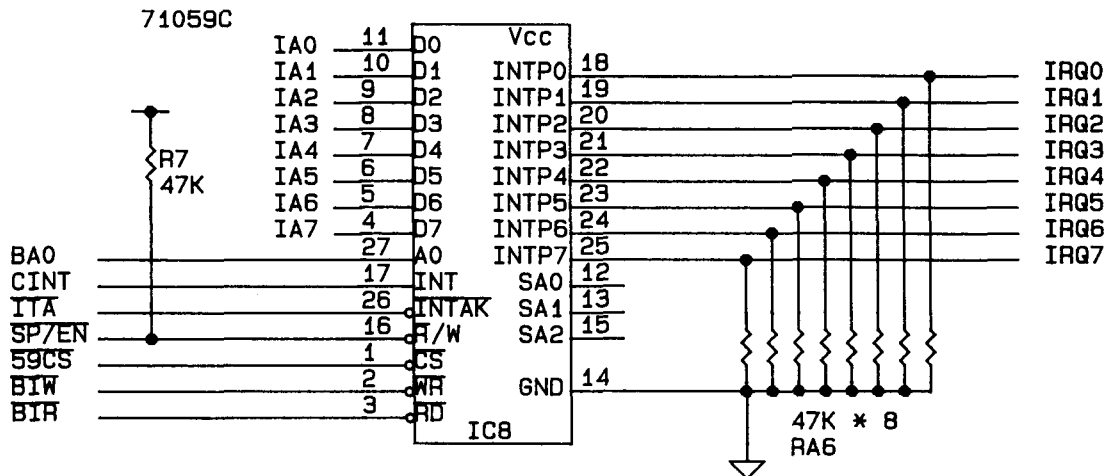 71059C
Vcc
IA0 11 D0 INTP0 18 IRQ0
IA1 10 D1 INTP1 19 IRQ1
IA2 9 D2 INTP2 20 IRQ2
IA3 8 D3 INTP3 21 IRQ3
R7 IA4 7 D4 INTP4 22 IRQ4
47K IA5 6 D5 INTP5 23 IRQ5
IA6 5 D6 INTP6 24 IRQ6
IA7 4 D7 INTP7 25 IRQ7
BA0 27 A0 SA0 12
CINT 17 INT SA1 13
ITA 26 INTAK SA2 15
SP/EN 16 R/W
59CS 1 CS GND 14
BIW 2 WR
BIR 3 RD
47K * 8
RA6
IC8